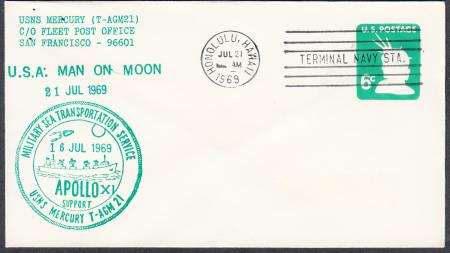 USNS MERCURY (T-AGM21)
C/O FLEET POST OFFICE
SAN FRANCISCO - 96601
U.S.A. MAN ON MOON
21 JUL 1969
HONOLULU, HAWAII
JUL 21
AM
1969
TERMINAL NAVY STA.
U.S. POSTAGE
6¢
MILITARY SEA TRANSPORTATION SERVICE
16 JUL 1969
APOLLO XI
SUPPORT
USNS MERCURY T-AGM 21